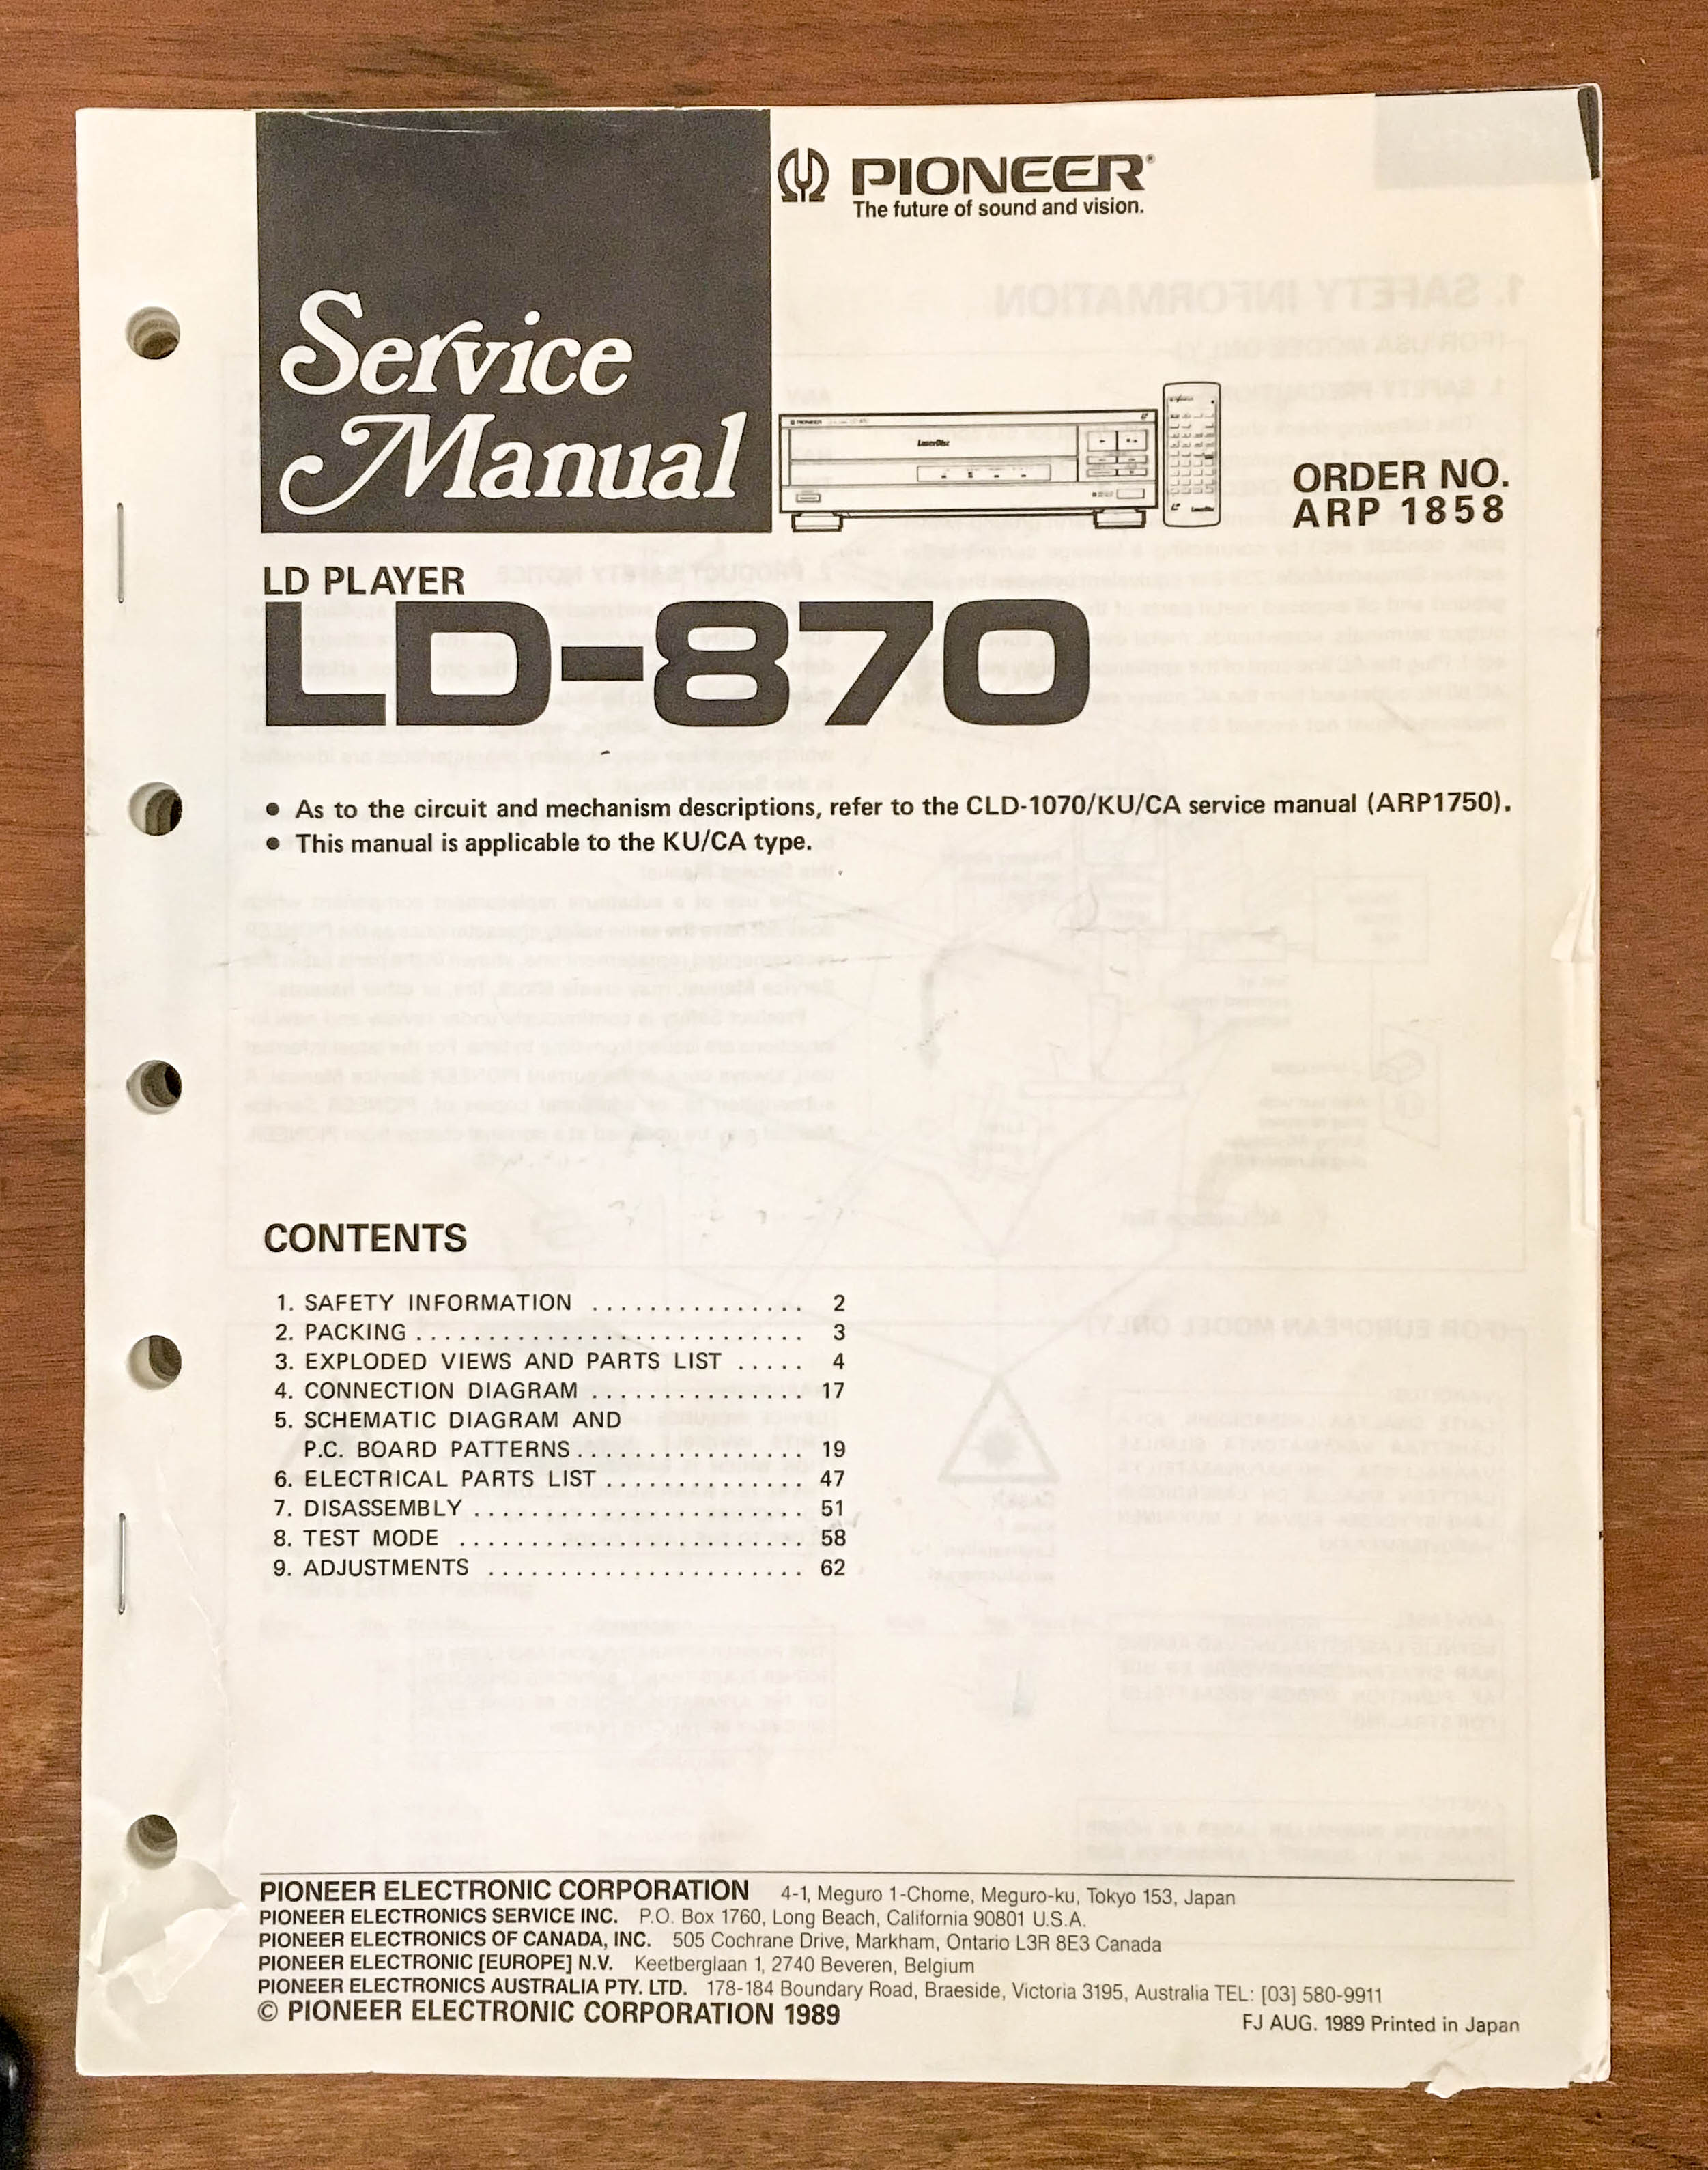 PIONEER®
The future of sound and vision.
Service
Manual
PIONEER
LaserDisc
LaserDisc
ORDER NO.
ARP 1858
LD PLAYER
LD-870
● As to the circuit and mechanism descriptions, refer to the CLD-1070/KU/CA service manual (ARP1750).
● This manual is applicable to the KU/CA type.
CONTENTS
1. SAFETY INFORMATION ............... 2
2. PACKING ........................... 3
3. EXPLODED VIEWS AND PARTS LIST ..... 4
4. CONNECTION DIAGRAM ............... 17
5. SCHEMATIC DIAGRAM AND
P.C. BOARD PATTERNS ................ 19
6. ELECTRICAL PARTS LIST .............. 47
7. DISASSEMBLY ....................... 51
8. TEST MODE ........................ 58
9. ADJUSTMENTS ...................... 62
PIONEER ELECTRONIC CORPORATION 4-1, Meguro 1-Chome, Meguro-ku, Tokyo 153, Japan
PIONEER ELECTRONICS SERVICE INC. P.O. Box 1760, Long Beach, California 90801 U.S.A.
PIONEER ELECTRONICS OF CANADA, INC. 505 Cochrane Drive, Markham, Ontario L3R 8E3 Canada
PIONEER ELECTRONIC [EUROPE] N.V. Keetberglaan 1, 2740 Beveren, Belgium
PIONEER ELECTRONICS AUSTRALIA PTY. LTD. 178-184 Boundary Road, Braeside, Victoria 3195, Australia TEL: [03] 580-9911
© PIONEER ELECTRONIC CORPORATION 1989
FJ AUG. 1989 Printed in Japan